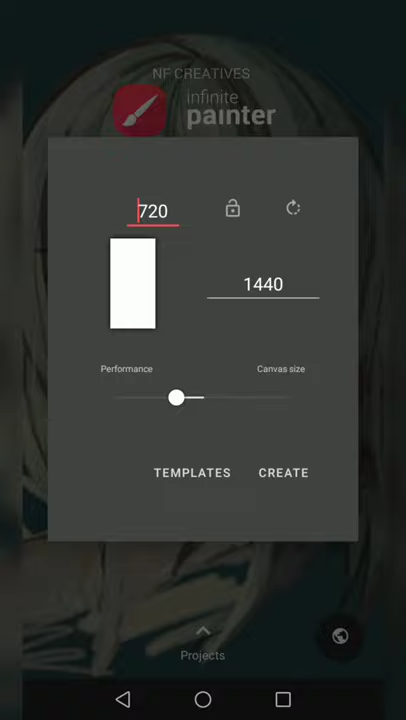 NF CREATIVES
infinite
painter
720
1440
Performance
Canvas size
TEMPLATES
CREATE
Projects